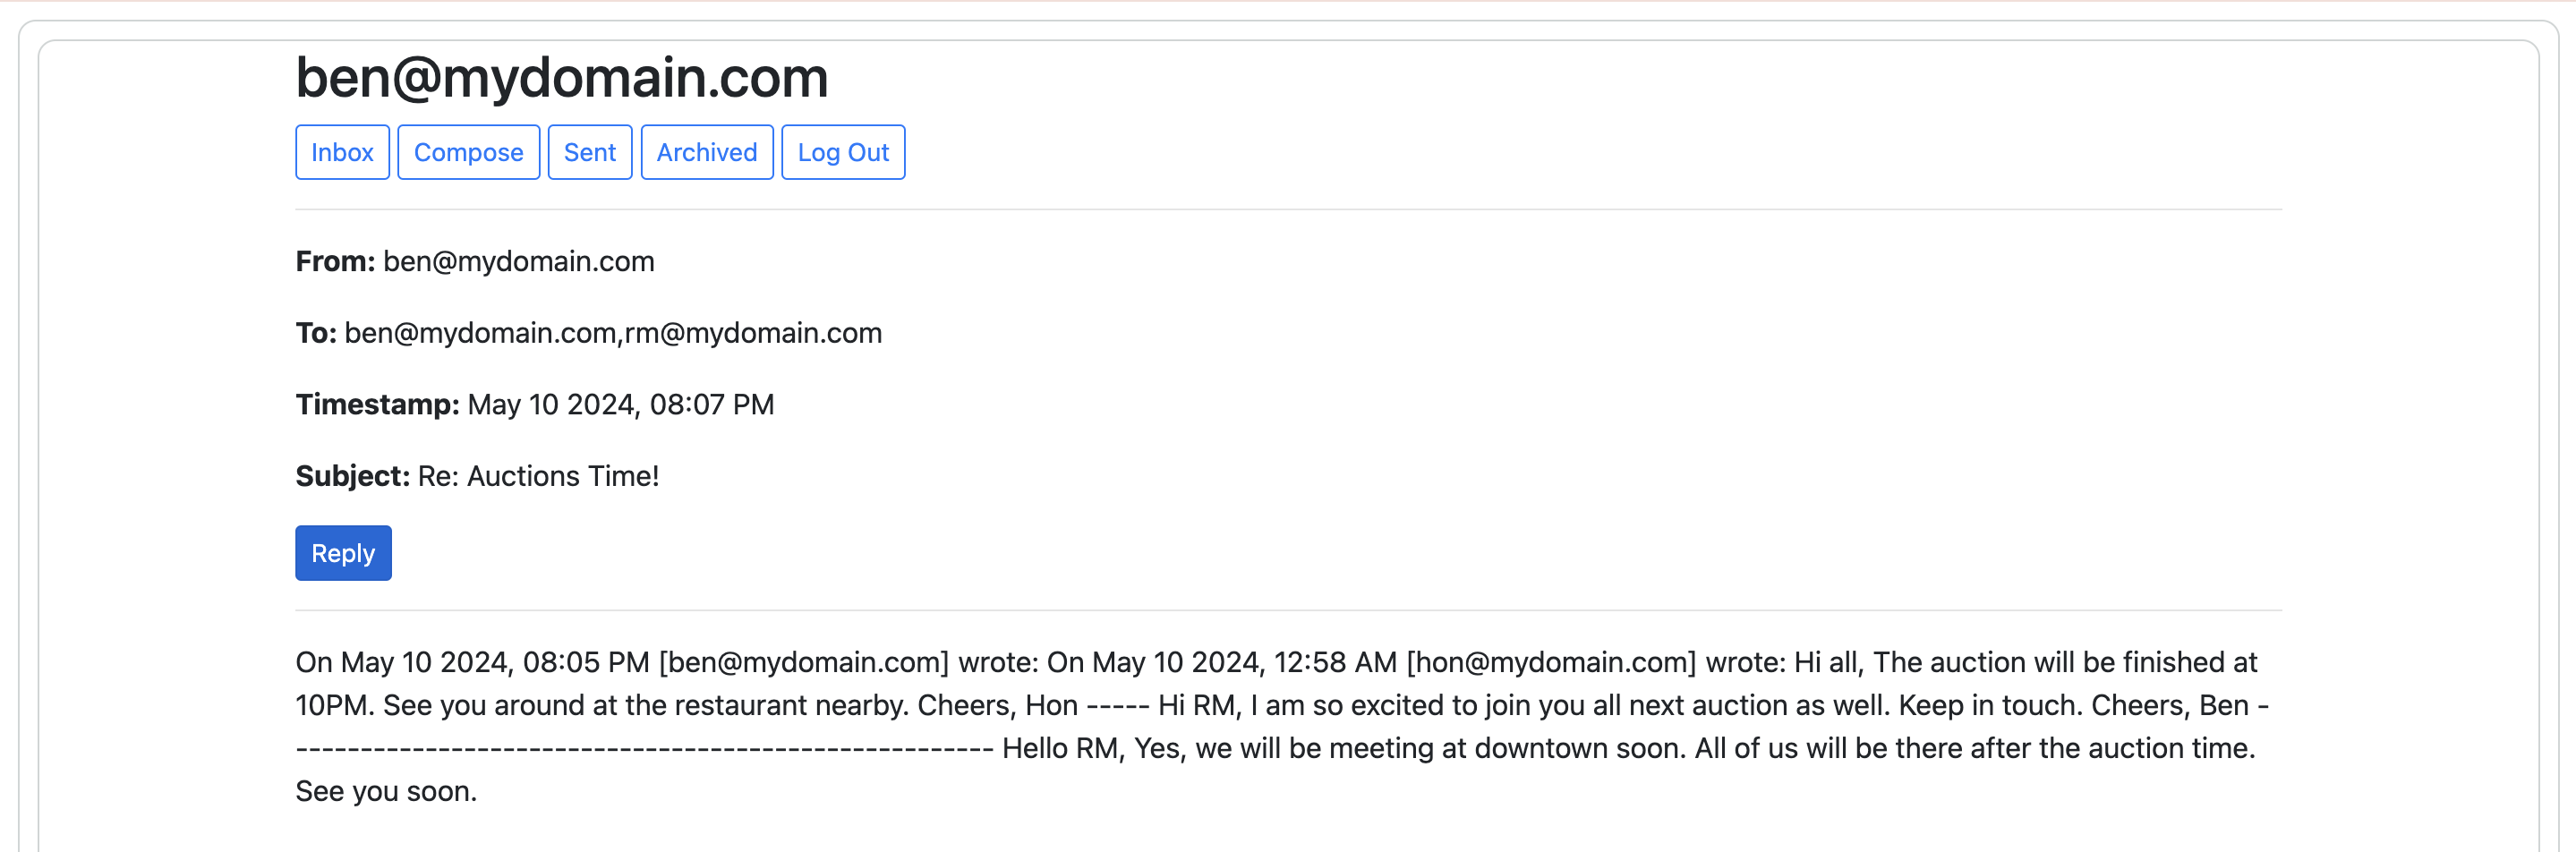 ben@mydomain.com
Inbox Compose Sent Archived Log Out
From: ben@mydomain.com
To: ben@mydomain.com,rm@mydomain.com
Timestamp: May 10 2024, 08:07 PM
Subject: Re: Auctions Time!
Reply
On May 10 2024, 08:05 PM [ben@mydomain.com] wrote: On May 10 2024, 12:58 AM [hon@mydomain.com] wrote: Hi all, The auction will be finished at
10PM. See you around at the restaurant nearby. Cheers, Hon ----- Hi RM, I am so excited to join you all next auction as well. Keep in touch. Cheers, Ben -
------------------------------------------------------ Hello RM, Yes, we will be meeting at downtown soon. All of us will be there after the auction time.
See you soon.